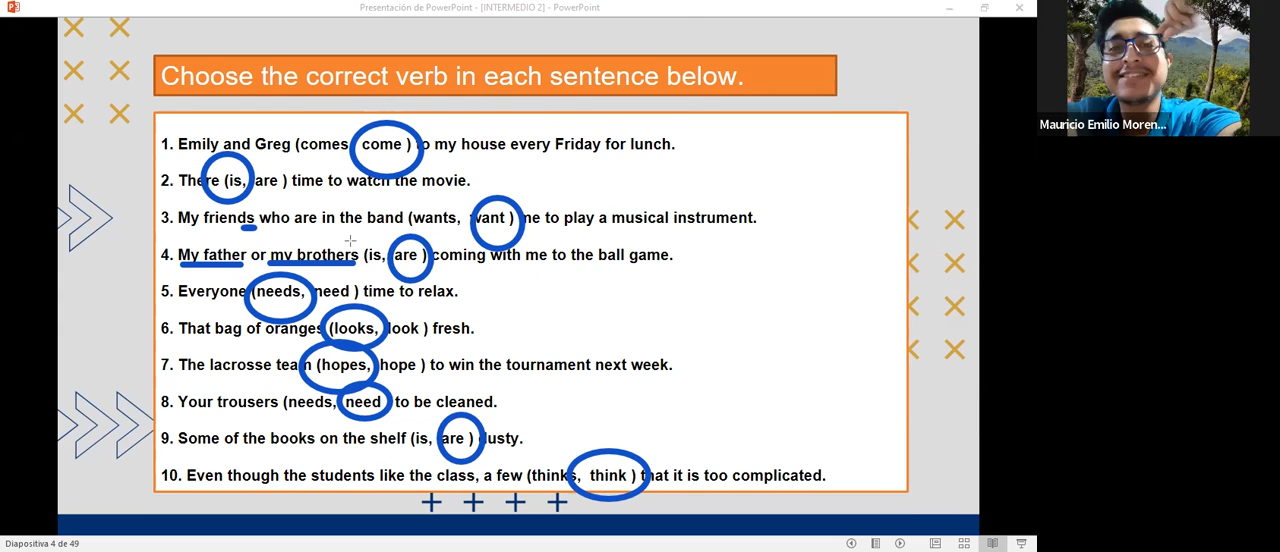 Presentación de PowerPoint - [INTERMEDIO 2] - PowerPoint
Choose the correct verb in each sentence below.
1. Emily and Greg (comes, come ) to my house every Friday for lunch.
2. There (is, are ) time to watch the movie.
3. My friends who are in the band (wants, want ) me to play a musical instrument.
4. My father or my brothers (is, are ) coming with me to the ball game.
5. Everyone (needs, need ) time to relax.
6. That bag of oranges (looks, look ) fresh.
7. The lacrosse team (hopes, hope ) to win the tournament next week.
8. Your trousers (needs, need ) to be cleaned.
9. Some of the books on the shelf (is, are ) dusty.
10. Even though the students like the class, a few (thinks, think ) that it is too complicated.
Mauricio Emilio Moren...
Diapositiva 4 de 49